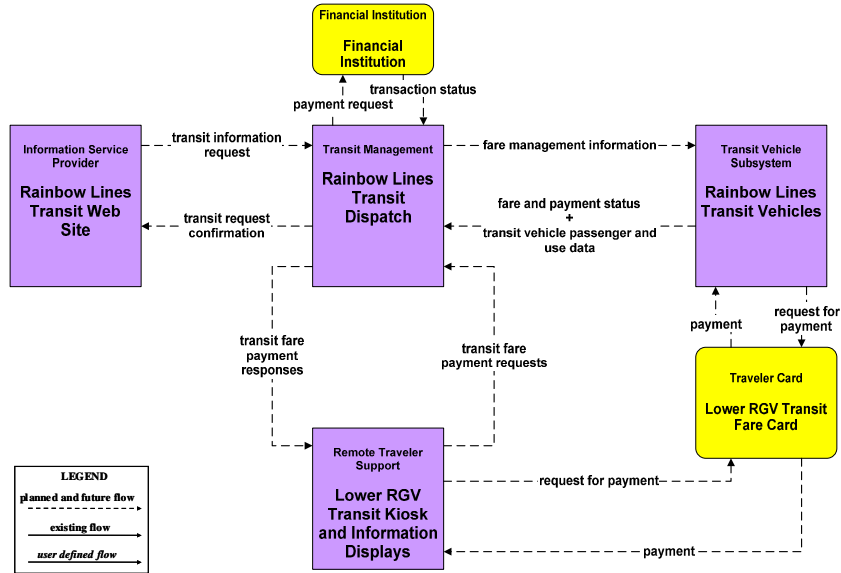 Financial Institution
Financial
Institution
payment request
transaction status
Information Service
Provider
Rainbow Lines
Transit Web
Site
transit information
request
transit request
confirmation
Transit Management
Rainbow Lines
Transit
Dispatch
fare management information
fare and payment status
+
transit vehicle passenger and
use data
Transit Vehicle
Subsystem
Rainbow Lines
Transit Vehicles
payment
request for
payment
transit fare
payment
responses
transit fare
payment requests
Traveler Card
Lower RGV Transit
Fare Card
Remote Traveler
Support
Lower RGV
Transit Kiosk
and Information
Displays
request for payment
payment
LEGEND
planned and future flow
existing flow
user defined flow